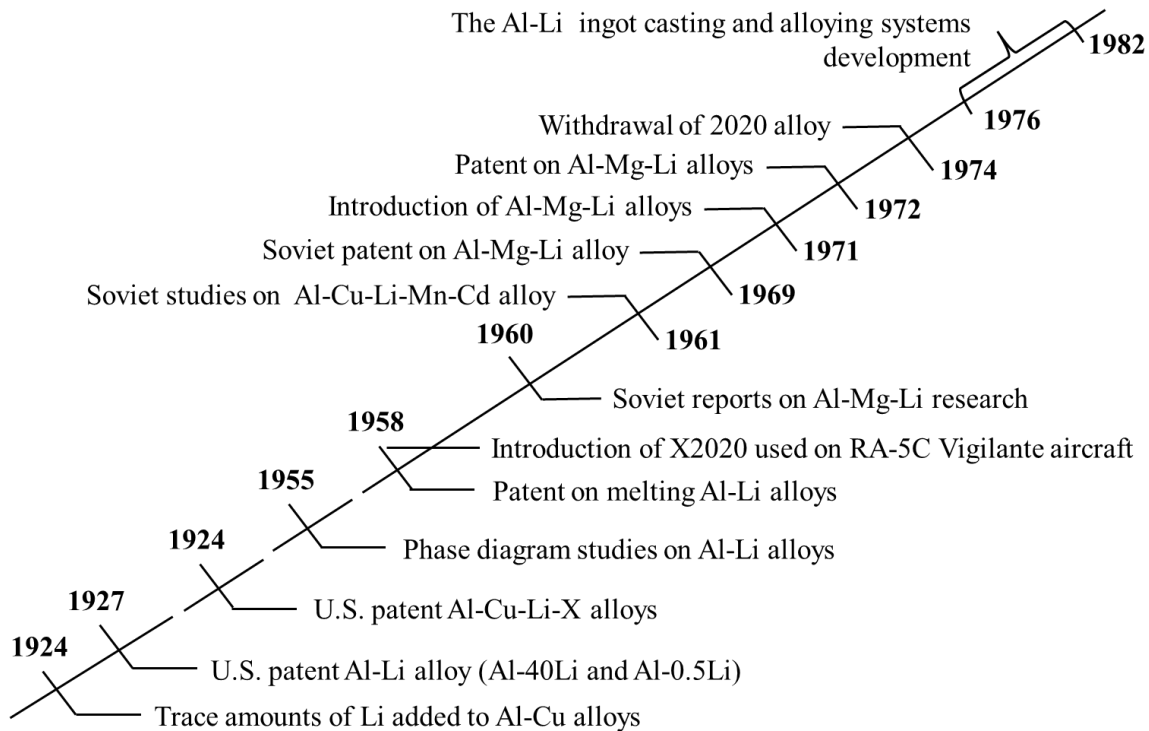 The Al-Li ingot casting and alloying systems
development
1982
1976
Withdrawal of 2020 alloy
1974
Patent on Al-Mg-Li alloys
1972
Introduction of Al-Mg-Li alloys
1971
Soviet patent on Al-Mg-Li alloy
1969
Soviet studies on Al-Cu-Li-Mn-Cd alloy
1961
1960
Soviet reports on Al-Mg-Li research
1958
Introduction of X2020 used on RA-5C Vigilante aircraft
Patent on melting Al-Li alloys
1955
Phase diagram studies on Al-Li alloys
1924
U.S. patent Al-Cu-Li-X alloys
1927
U.S. patent Al-Li alloy (Al-40Li and Al-0.5Li)
1924
Trace amounts of Li added to Al-Cu alloys